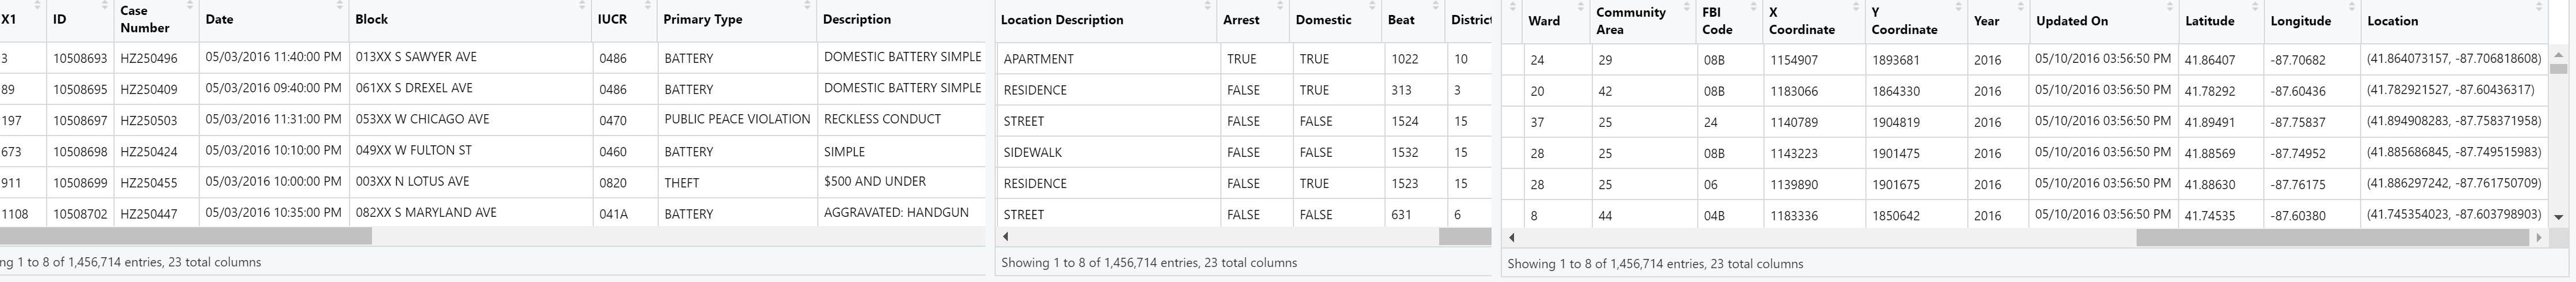 X1 ID Case Number Date Block IUCR Primary Type Description
3 10508693 HZ250496 05/03/2016 11:40:00 PM 013XX S SAWYER AVE 0486 BATTERY DOMESTIC BATTERY SIMPLE
89 10508695 HZ250409 05/03/2016 09:40:00 PM 061XX S DREXEL AVE 0486 BATTERY DOMESTIC BATTERY SIMPLE
197 10508697 HZ250503 05/03/2016 11:31:00 PM 053XX W CHICAGO AVE 0470 PUBLIC PEACE VIOLATION RECKLESS CONDUCT
673 10508698 HZ250424 05/03/2016 10:10:00 PM 049XX W FULTON ST 0460 BATTERY SIMPLE
911 10508699 HZ250455 05/03/2016 10:00:00 PM 003XX N LOTUS AVE 0820 THEFT $500 AND UNDER
1108 10508702 HZ250447 05/03/2016 10:35:00 PM 082XX S MARYLAND AVE 041A BATTERY AGGRAVATED: HANDGUN
ng 1 to 8 of 1,456,714 entries, 23 total columns
Location Description Arrest Domestic Beat District
APARTMENT TRUE TRUE 1022 10
RESIDENCE FALSE TRUE 313 3
STREET FALSE FALSE 1524 15
SIDEWALK FALSE FALSE 1532 15
RESIDENCE FALSE TRUE 1523 15
STREET FALSE FALSE 631 6
Showing 1 to 8 of 1,456,714 entries, 23 total columns
Ward Community Area FBI Code X Coordinate Y Coordinate Year Updated On Latitude Longitude Location
24 29 08B 1154907 1893681 2016 05/10/2016 03:56:50 PM 41.86407 -87.70682 (41.864073157, -87.706818608)
20 42 08B 1183066 1864330 2016 05/10/2016 03:56:50 PM 41.78292 -87.60436 (41.782921527, -87.60436317)
37 25 24 1140789 1904819 2016 05/10/2016 03:56:50 PM 41.89491 -87.75837 (41.894908283, -87.758371958)
28 25 08B 1143223 1901475 2016 05/10/2016 03:56:50 PM 41.88569 -87.74952 (41.885686845, -87.749515983)
28 25 06 1139890 1901675 2016 05/10/2016 03:56:50 PM 41.88630 -87.76175 (41.886297242, -87.761750709)
8 44 04B 1183336 1850642 2016 05/10/2016 03:56:50 PM 41.74535 -87.60380 (41.745354023, -87.603798903)
Showing 1 to 8 of 1,456,714 entries, 23 total columns